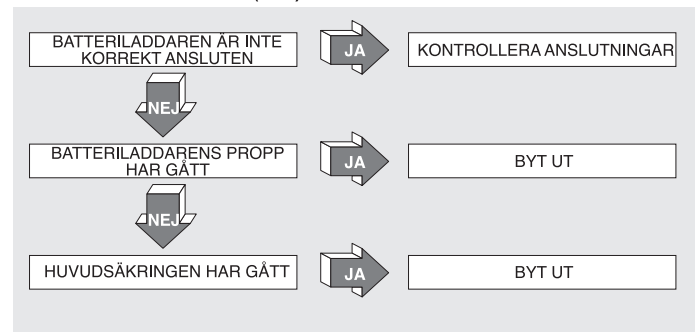 BATTERILADDAREN ÄR INTE
KORREKT ANSLUTEN
JA
KONTROLLERA ANSLUTNINGAR
NEJ
BATTERILADDARENS PROPP
HAR GÅTT
JA
BYT UT
NEJ
HUVUDSÄKRINGEN HAR GÅTT
JA
BYT UT